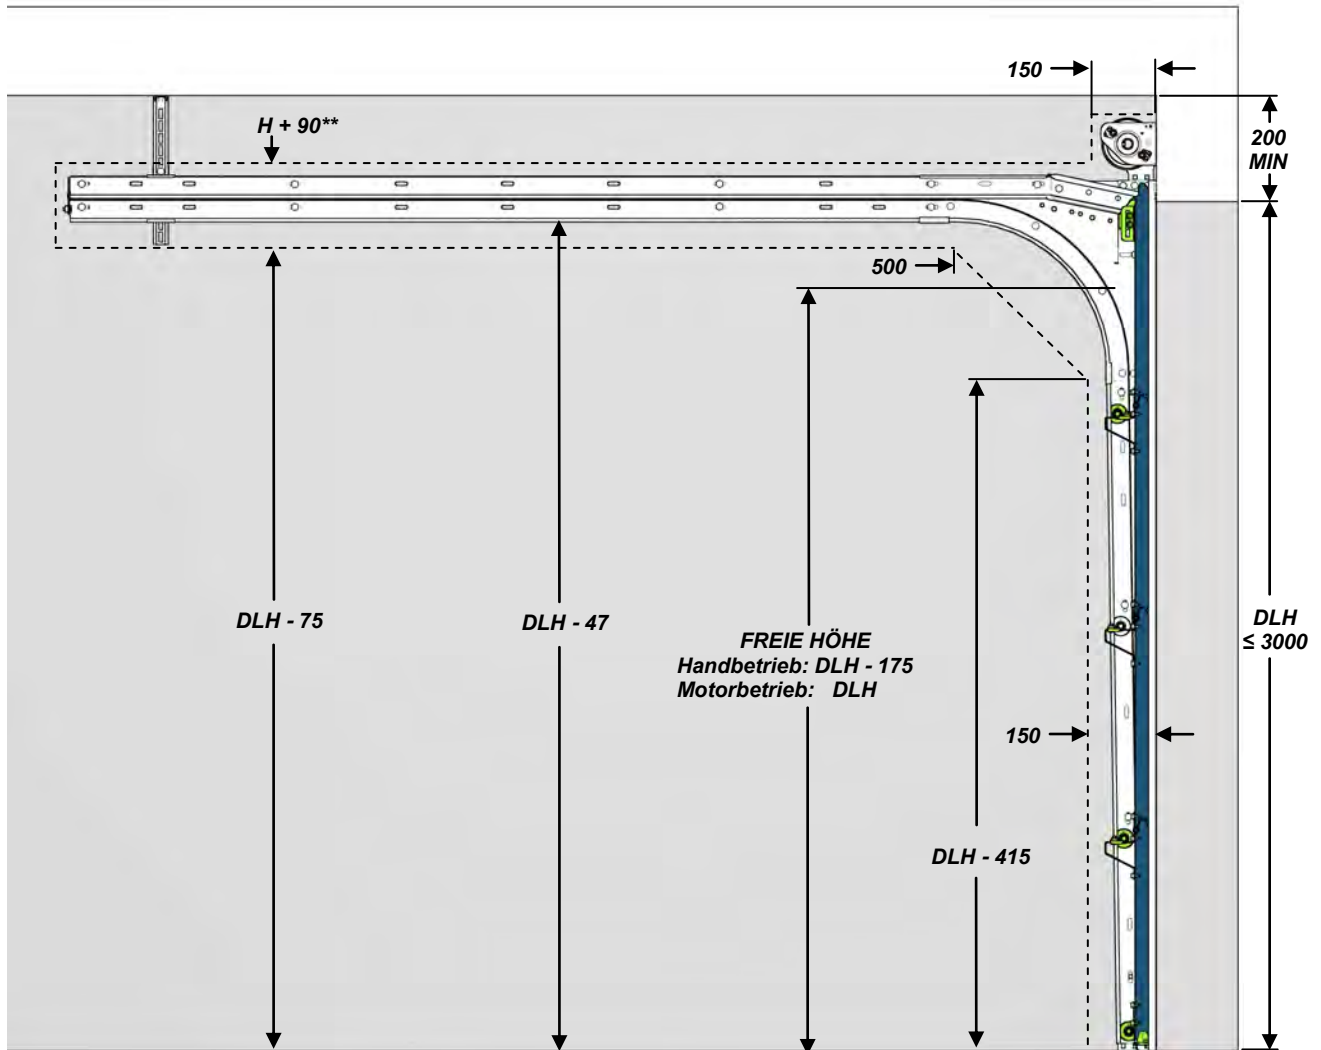 150
H + 90**
200
MIN
500
DLH - 75
DLH - 47
FREIE HÖHE
Handbetrieb: DLH - 175
Motorbetrieb: DLH
DLH
≤ 3000
150
DLH - 415